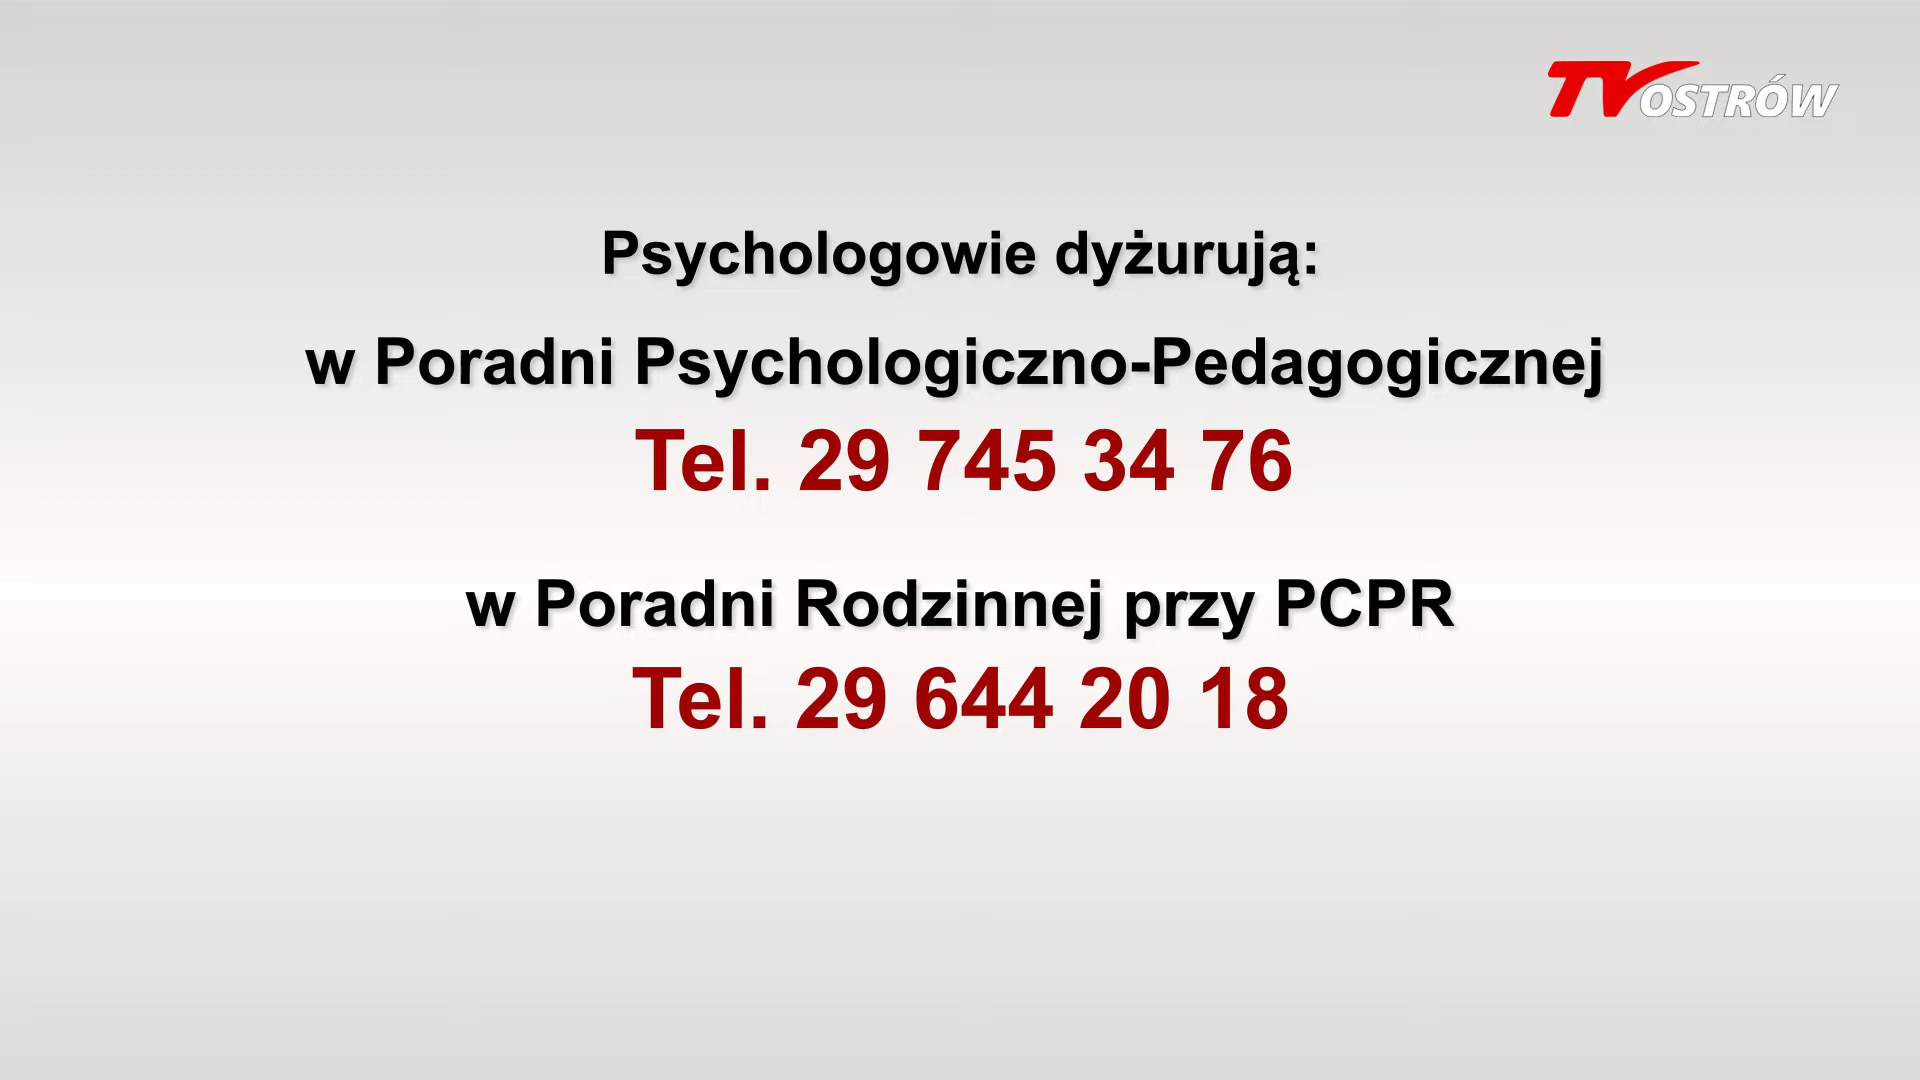 TV OSTRÓW
Psychologowie dyżurują:
w Poradni Psychologiczno-Pedagogicznej
Tel. 29 745 34 76
w Poradni Rodzinnej przy PCPR
Tel. 29 644 20 18